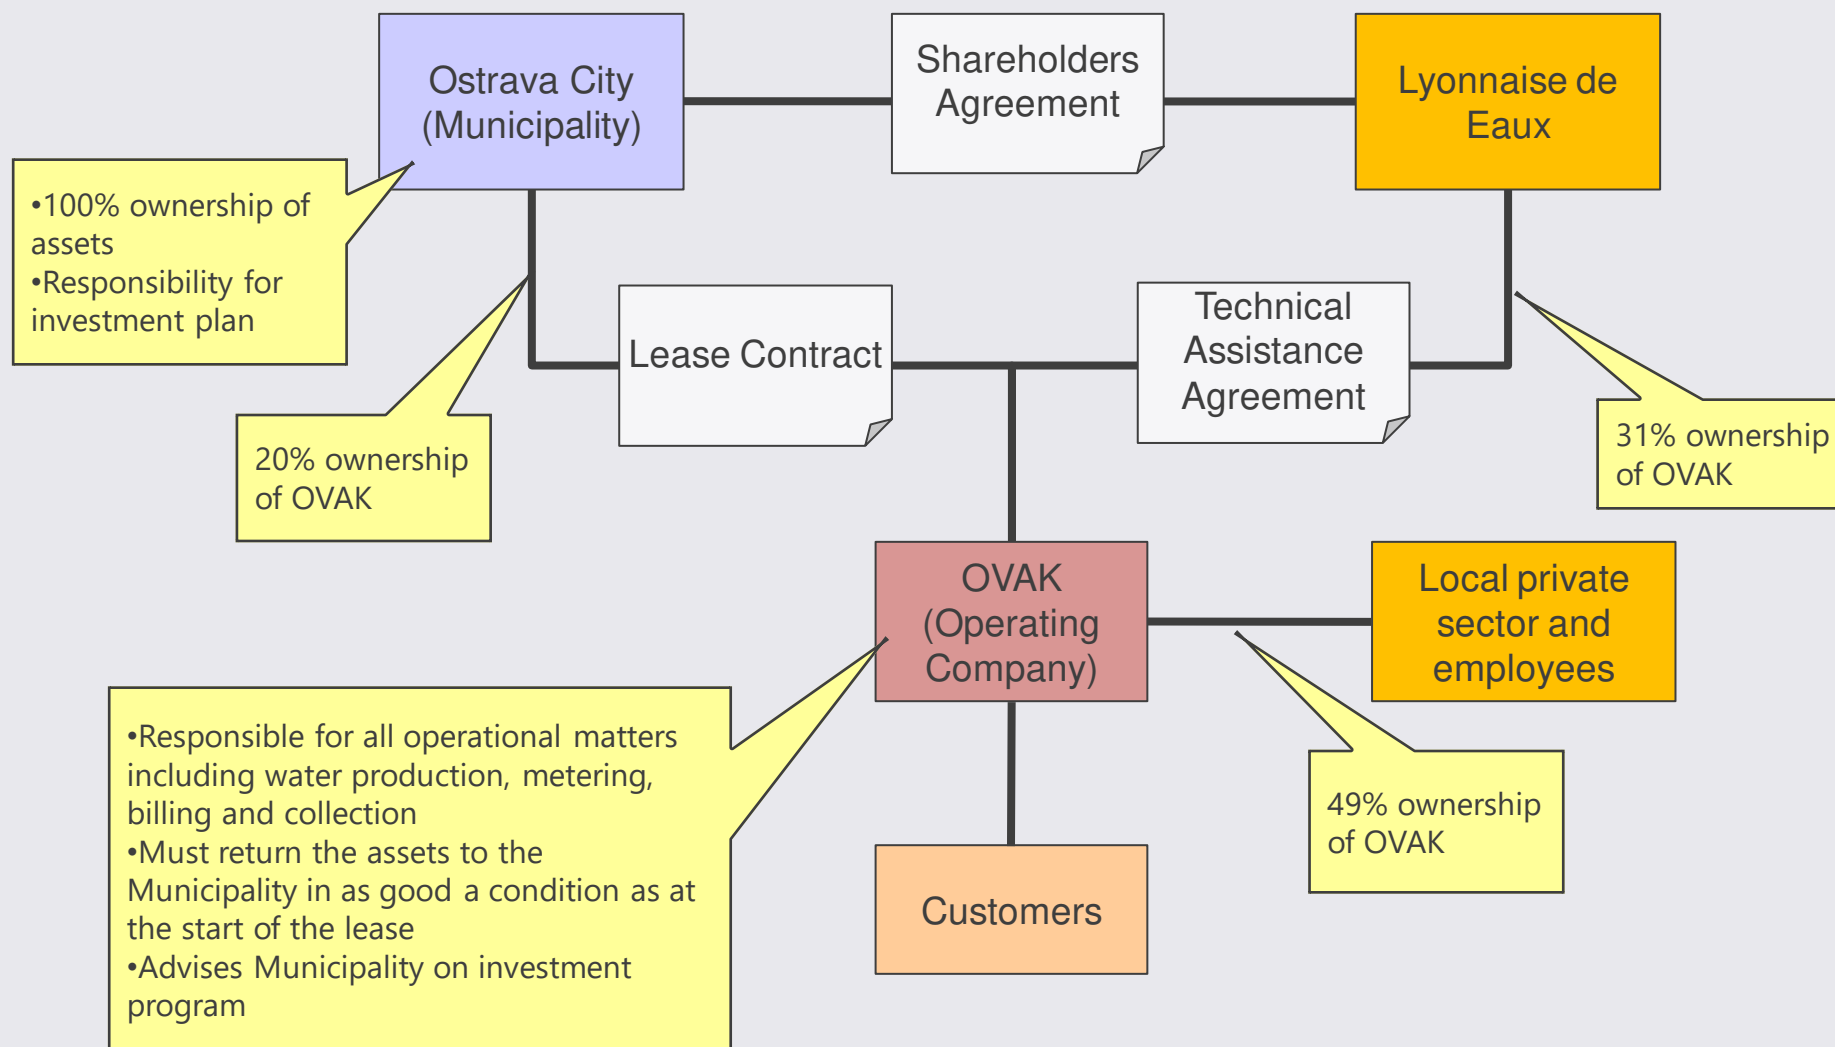 Ostrava City
(Municipality)
Shareholders
Agreement
Lyonnaise de
Eaux
•100% ownership of
assets
•Responsibility for
investment plan
Lease Contract
Technical
Assistance
Agreement
20% ownership
of OVAK
31% ownership
of OVAK
OVAK
(Operating
Company)
Local private
sector and
employees
•Responsible for all operational matters
including water production, metering,
billing and collection
•Must return the assets to the
Municipality in as good a condition as at
the start of the lease
•Advises Municipality on investment
program
49% ownership
of OVAK
Customers